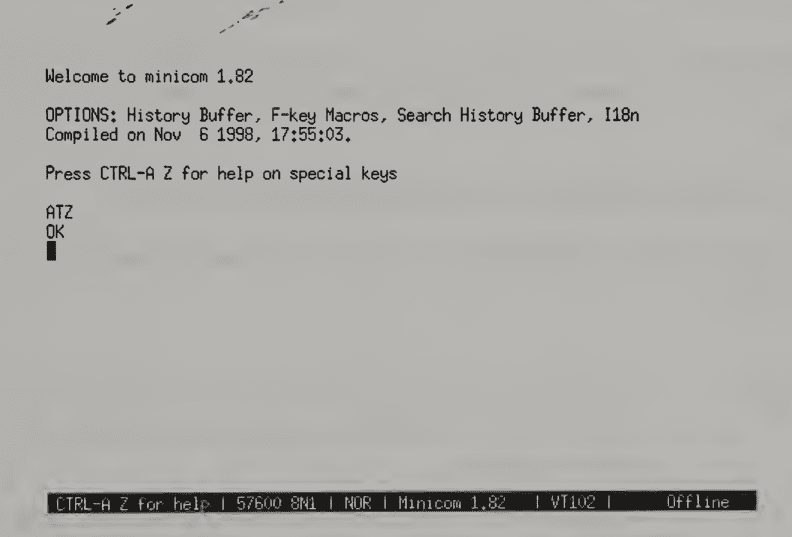 Welcome to minicom 1.82
OPTIONS: History Buffer, F-key Macros, Search History Buffer, I18n
Compiled on Nov  6 1998, 17:55:03.
Press CTRL-A Z for help on special keys
ATZ
OK
CTRL-A Z for help | 57600 8N1 | NOR | Minicom 1.82   | VT102 |      Offline